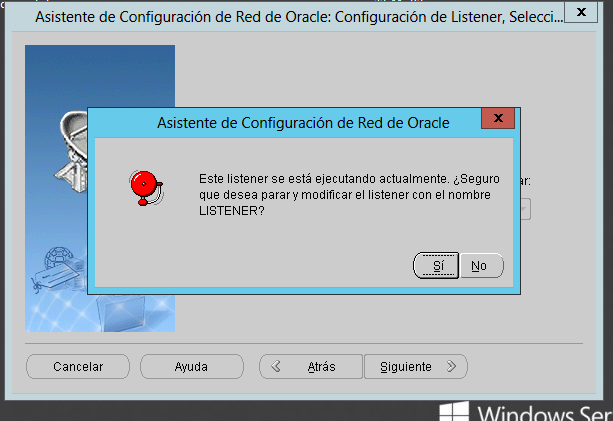 Asistente de Configuración de Red de Oracle: Configuración de Listener, Selecci...
Asistente de Configuración de Red de Oracle
Este listener se está ejecutando actualmente. ¿Seguro
que desea parar y modificar el listener con el nombre
LISTENER?
ar:
Sí
No
Cancelar
Ayuda
Atrás
Siguiente
Windows Ser